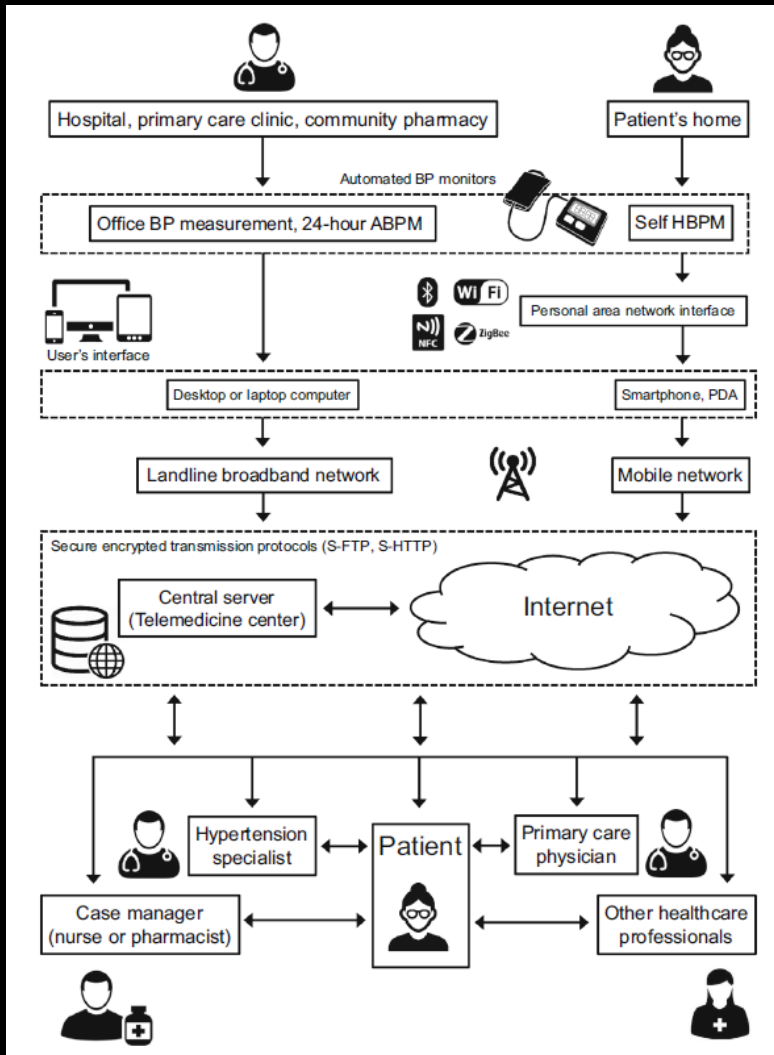 Hospital, primary care clinic, community pharmacy
Patient's home
Automated BP monitors
Office BP measurement, 24-hour ABPM
Self HBPM
Wi Fi
Personal area network interface
N
NFC
ZigBee
User's interface
Desktop or laptop computer
Smartphone, PDA
Landline broadband network
Mobile network
Secure encrypted transmission protocols (S-FTP, S-HTTP)
Central server
(Telemedicine center)
Internet
Hypertension
specialist
Patient
Primary care
physician
Case manager
(nurse or pharmacist)
Other healthcare
professionals